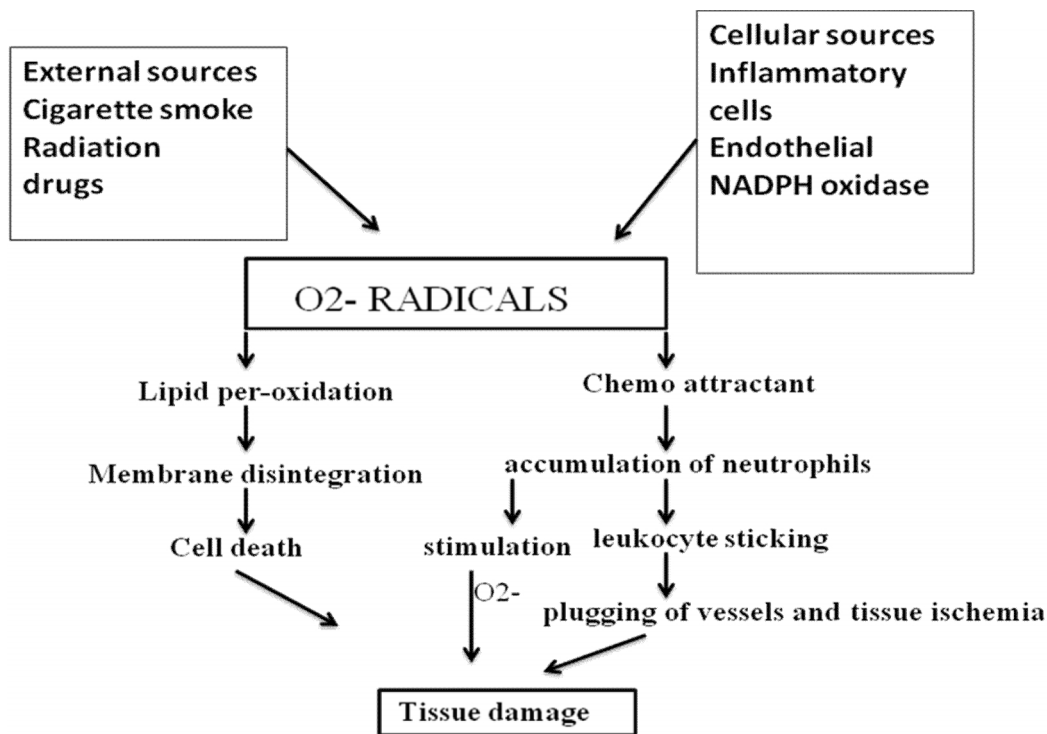 External sources
Cigarette smoke
Radiation
drugs
Cellular sources
Inflammatory
cells
Endothelial
NADPH oxidase
O2- RADICALS
Lipid per-oxidation
Chemo attractant
Membrane disintegration
accumulation of neutrophils
Cell death
stimulation
leukocyte sticking
O2-
plugging of vessels and tissue ischemia
Tissue damage